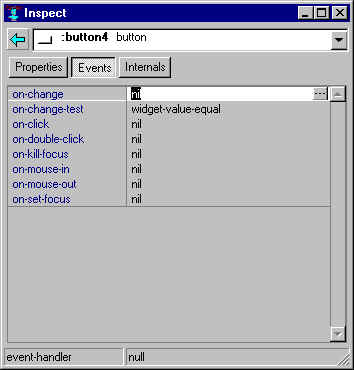 Inspect
:button4 button
Properties Events Internals
on-change nil ...
on-change-test widget-value-equal
on-click nil
on-double-click nil
on-kill-focus nil
on-mouse-in nil
on-mouse-out nil
on-set-focus nil
event-handler null